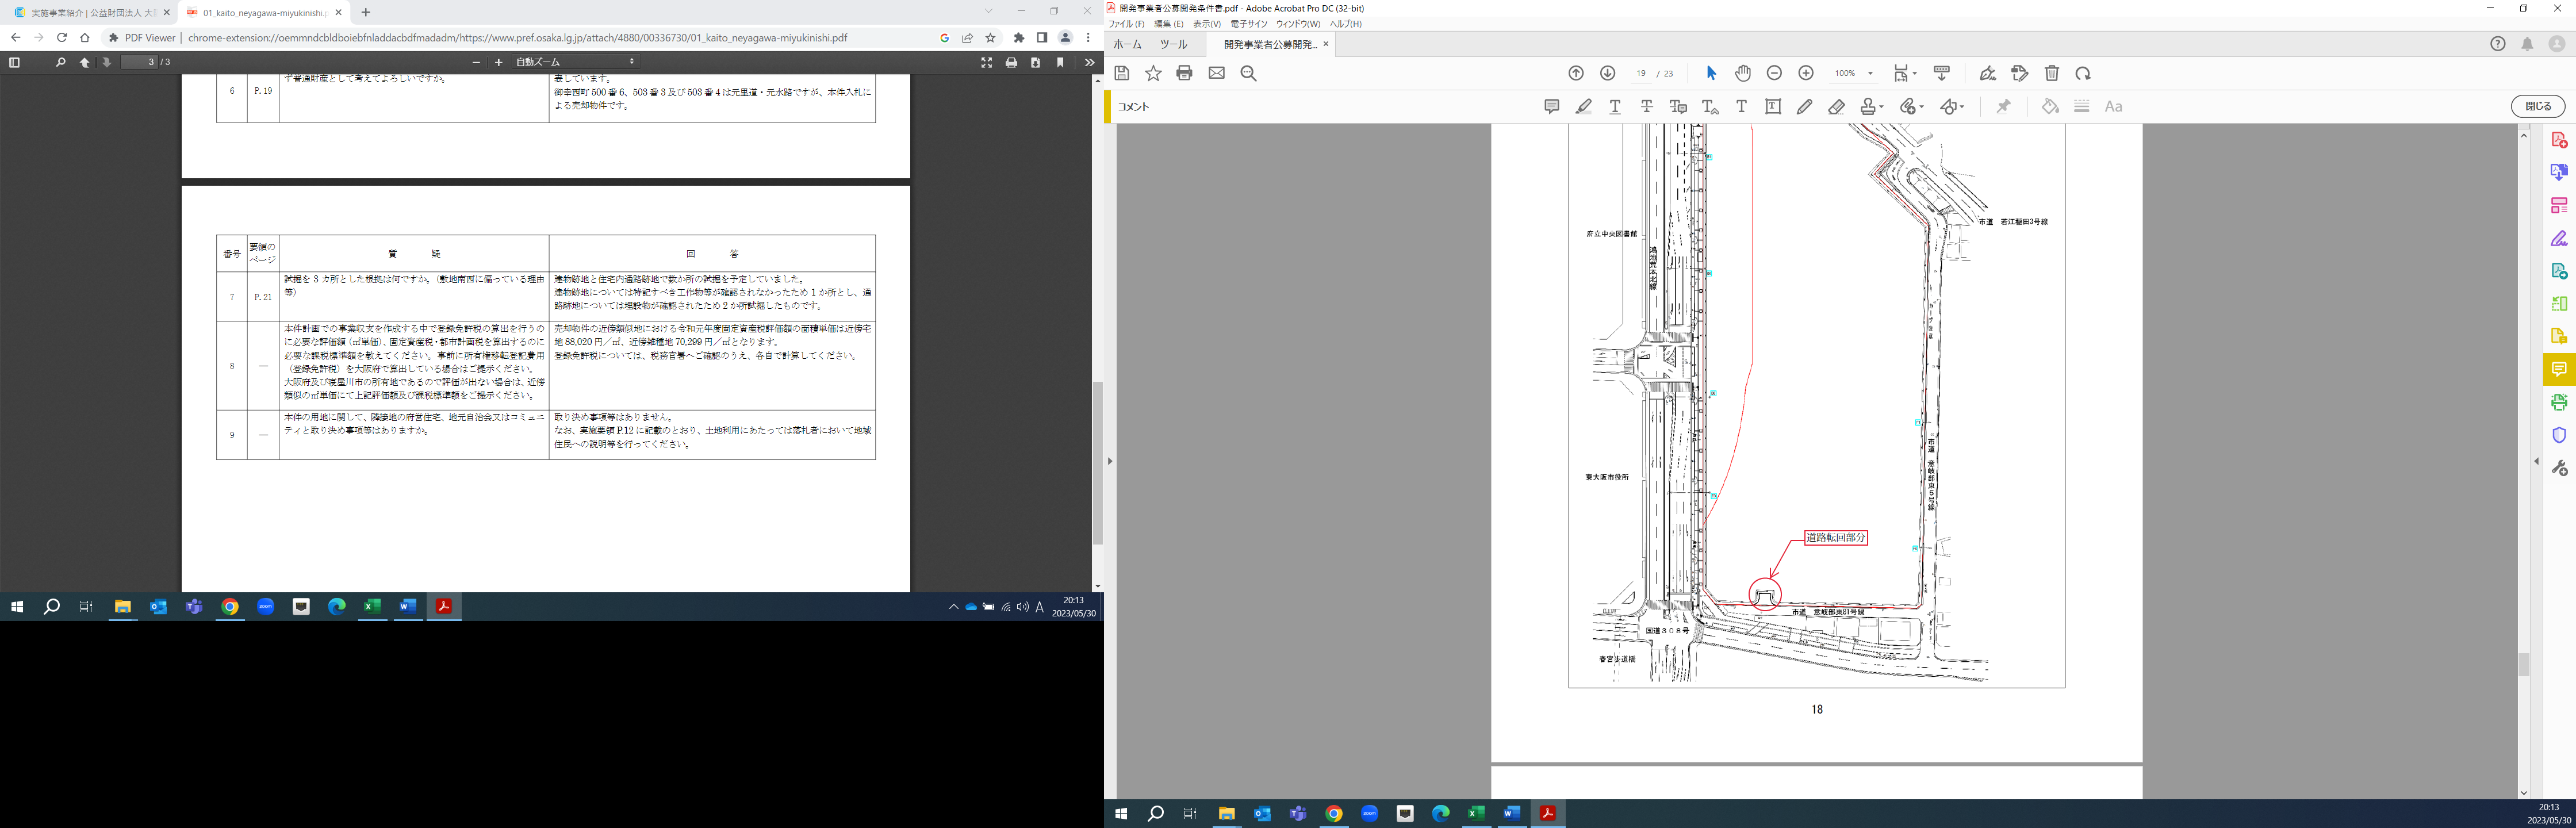 実施事業紹介 | 公益財団法人 大
01_kaito_neyagawa-miyukinishi.p
PDF Viewer
chrome-extension://oemmndcbldboiebfnladdacbdfmadadm/https://www.pref.osaka.lg.jp/attach/4880/00336730/01_kaito_neyagawa-miyukinishi.pdf
3 / 3
自動ズーム
6 P.19
ず普通財産として考えてよろしいですか。
表しています。
御幸西町 500 番 6、503 番 3 及び 503 番 4 は元里道・元水路ですが、本件入札に
よる売却物件です。
番号 要領のページ 質 疑 回 答
7 P.21
試掘を 3 カ所とした根拠は何ですか。（敷地南西に偏っている理由
等）
建物跡地と住宅内通路跡地で数か所の試掘を予定していました。
建物跡地については特記すべき工作物等が確認されなかったため 1 か所とし、通
路跡地については埋設物が確認されたため 2 か所試掘したものです。
8 ―
本件計画での事業収支を作成する中で登録免許税の算出を行うの
に必要な評価額（㎡単価）、固定資産税・都市計画税を算出するのに
必要な課税標準額を教えてください。事前に所有権移転登記費用
（登録免許税）を大阪府で算出している場合はご提示ください。
大阪府及び寝屋川市の所有地であるので評価が出ない場合は、近傍
類似の㎡単価にて上記評価額及び課税標準額をご提示ください。
売却物件の近傍類似地における令和元年度固定資産税評価額の面積単価は近傍宅
地 88,020 円／㎡、近傍雑種地 70,299 円／㎡となります。
登録免許税については、税務官署へご確認のうえ、各自で計算してください。
9 ―
本件の用地に関して、隣接地の府営住宅、地元自治会又はコミュニ
ティと取り決め事項等はありますか。
取り決め事項等はありません。
なお、実施要領 P.12 に記載のとおり、土地利用にあたっては落札者において地域
住民への説明等を行ってください。
zoom
A
20:13
2023/05/30
開発事業者公募開発条件書.pdf - Adobe Acrobat Pro DC (32-bit)
ファイル(F) 編集(E) 表示(V) 電子サイン ウィンドウ(W) ヘルプ(H)
ホーム ツール 開発事業者公募開発...
19 / 23
100%
コメント
Aa
閉じる
市道 若江稲田3号線
府立中央図書館
市道 意岐部東5号線
東大阪市役所
道路転回部分
市道 意岐部東81号線
国道３０８号
春宮歩道橋
18
zoom
20:13
2023/05/30